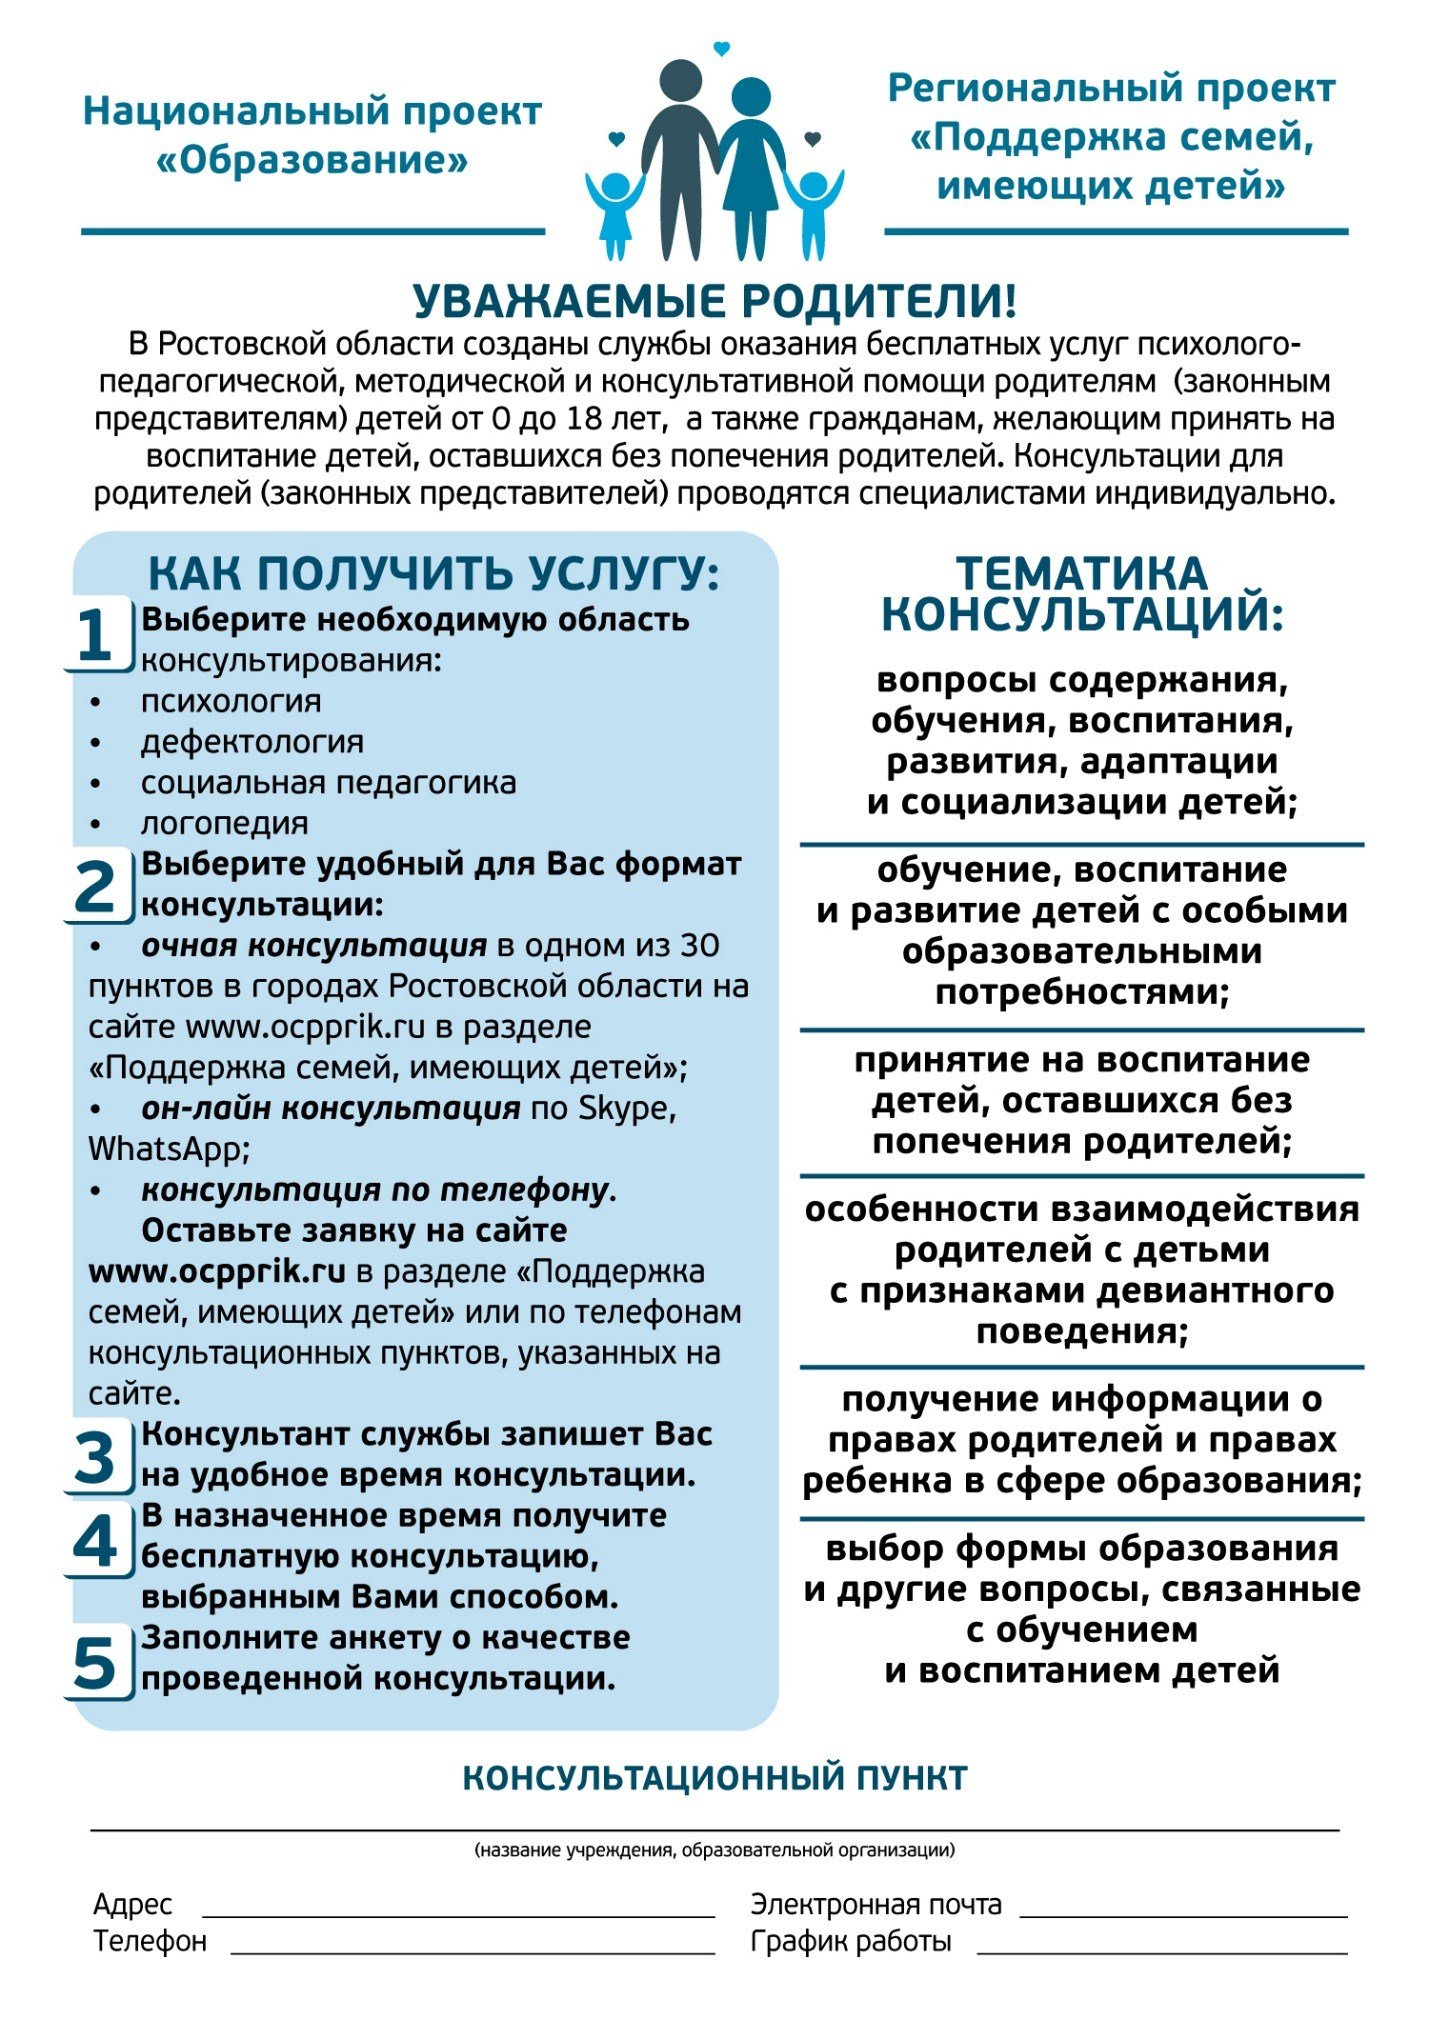 Национальный проект
«Образование»
Региональный проект
«Поддержка семей,
имеющих детей»
УВАЖАЕМЫЕ РОДИТЕЛИ!
В Ростовской области созданы службы оказания бесплатных услуг психолого-
педагогической, методической и консультативной помощи родителям (законным
представителям) детей от 0 до 18 лет, а также гражданам, желающим принять на
воспитание детей, оставшихся без попечения родителей. Консультации для
родителей (законных представителей) проводятся специалистами индивидуально.
КАК ПОЛУЧИТЬ УСЛУГУ:
1 Выберите необходимую область
консультирования:
• психология
• дефектология
• социальная педагогика
• логопедия
2 Выберите удобный для Вас формат
консультации:
• очная консультация в одном из 30
пунктов в городах Ростовской области на
сайте www.ocpprik.ru в разделе
«Поддержка семей, имеющих детей»;
• он-лайн консультация по Skype,
WhatsApp;
• консультация по телефону.
Оставьте заявку на сайте
www.ocpprik.ru в разделе «Поддержка
семей, имеющих детей» или по телефонам
консультационных пунктов, указанных на
сайте.
3 Консультант службы запишет Вас
на удобное время консультации.
4 В назначенное время получите
бесплатную консультацию,
выбранным Вами способом.
5 Заполните анкету о качестве
проведенной консультации.
ТЕМАТИКА
КОНСУЛЬТАЦИЙ:
вопросы содержания,
обучения, воспитания,
развития, адаптации
и социализации детей;
обучение, воспитание
и развитие детей с особыми
образовательными
потребностями;
принятие на воспитание
детей, оставшихся без
попечения родителей;
особенности взаимодействия
родителей с детьми
с признаками девиантного
поведения;
получение информации о
правах родителей и правах
ребенка в сфере образования;
выбор формы образования
и другие вопросы, связанные
с обучением
и воспитанием детей
КОНСУЛЬТАЦИОННЫЙ ПУНКТ
(название учреждения, образовательной организации)
Адрес
Электронная почта
Телефон
График работы